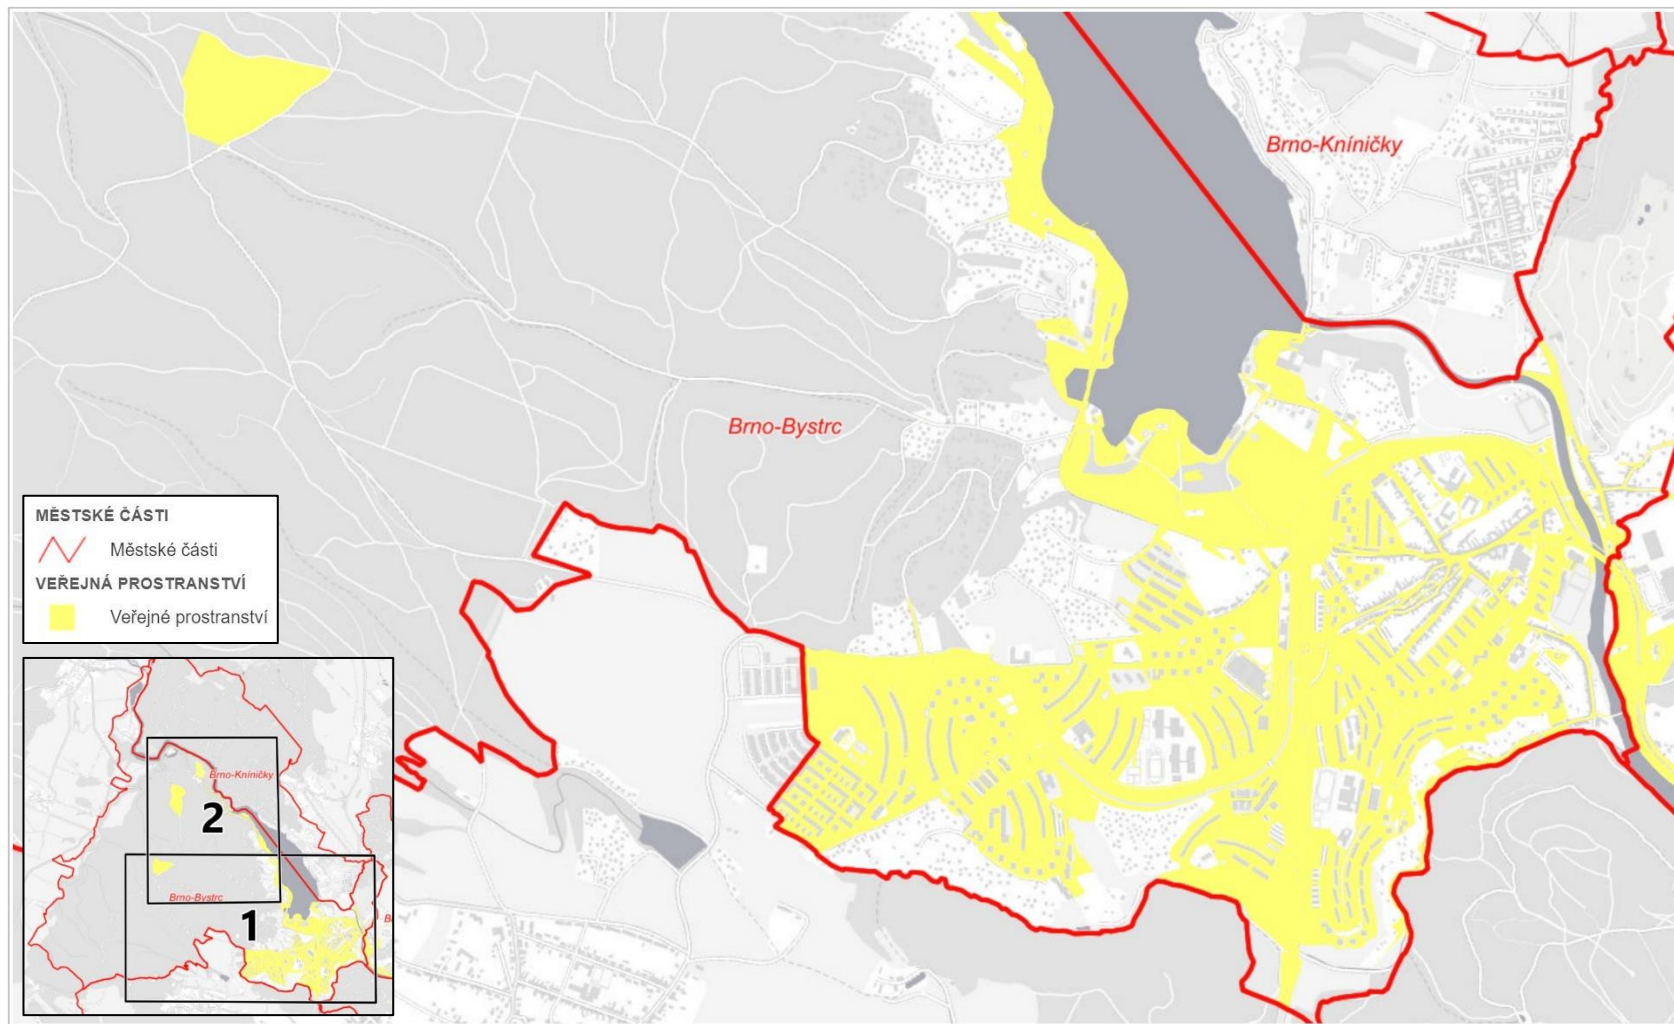 Brno-Kníničky
Brno-Bystrc
MĚSTSKÉ ČÁSTI
Městské části
VEŘEJNÁ PROSTRANSTVÍ
Veřejné prostranství
Brno-Kníničky
2
Brno-Bystrc
1
B